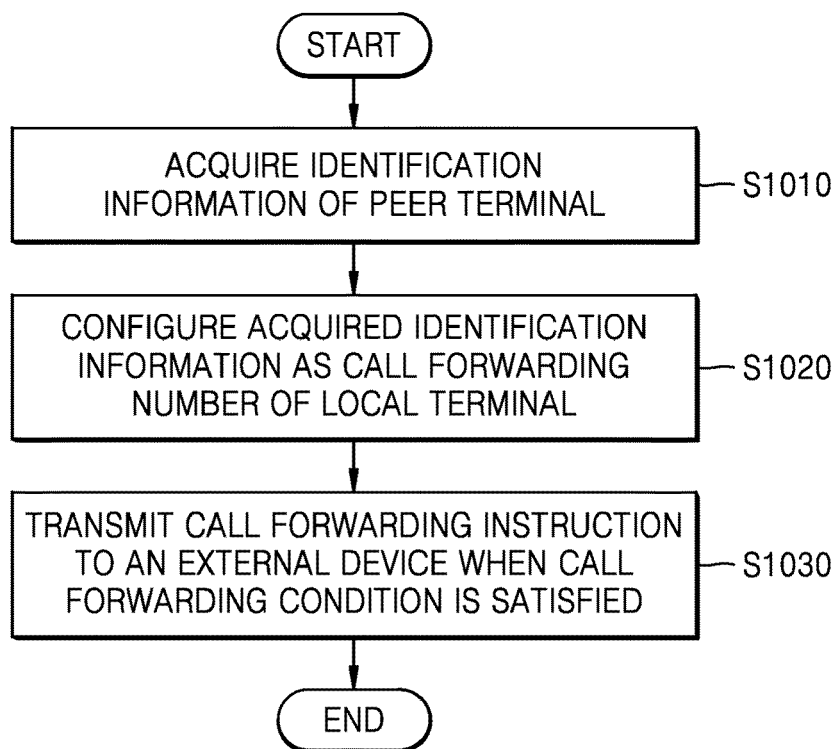 START
ACQUIRE IDENTIFICATION
INFORMATION OF PEER TERMINAL
S1010
CONFIGURE ACQUIRED IDENTIFICATION
INFORMATION AS CALL FORWARDING
NUMBER OF LOCAL TERMINAL
S1020
TRANSMIT CALL FORWARDING INSTRUCTION
TO AN EXTERNAL DEVICE WHEN CALL
FORWARDING CONDITION IS SATISFIED
S1030
END